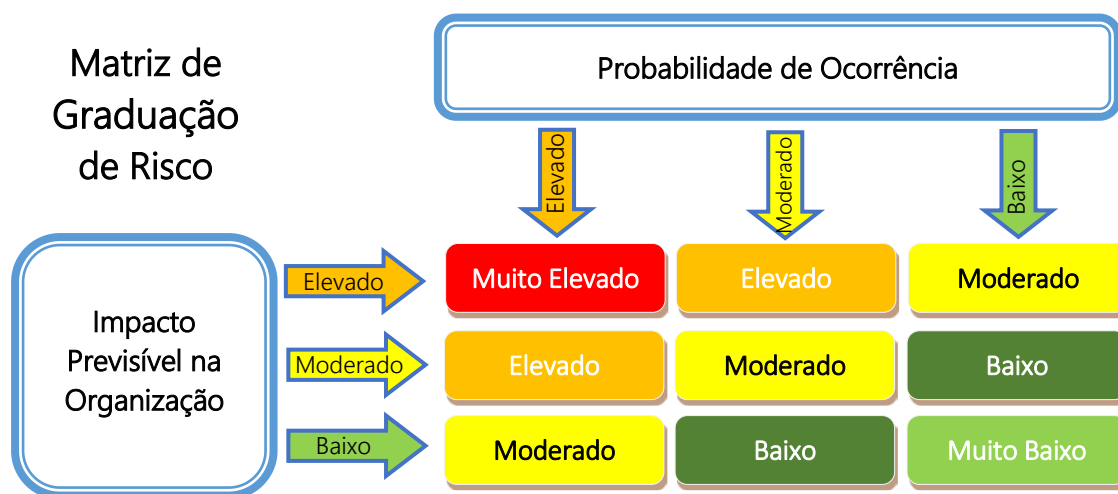 Matriz de
Graduação
de Risco
Probabilidade de Ocorrência
Elevado
Moderado
Baixo
Impacto
Previsível na
Organização
Elevado
Muito Elevado
Elevado
Moderado
Moderado
Elevado
Moderado
Baixo
Baixo
Moderado
Baixo
Muito Baixo